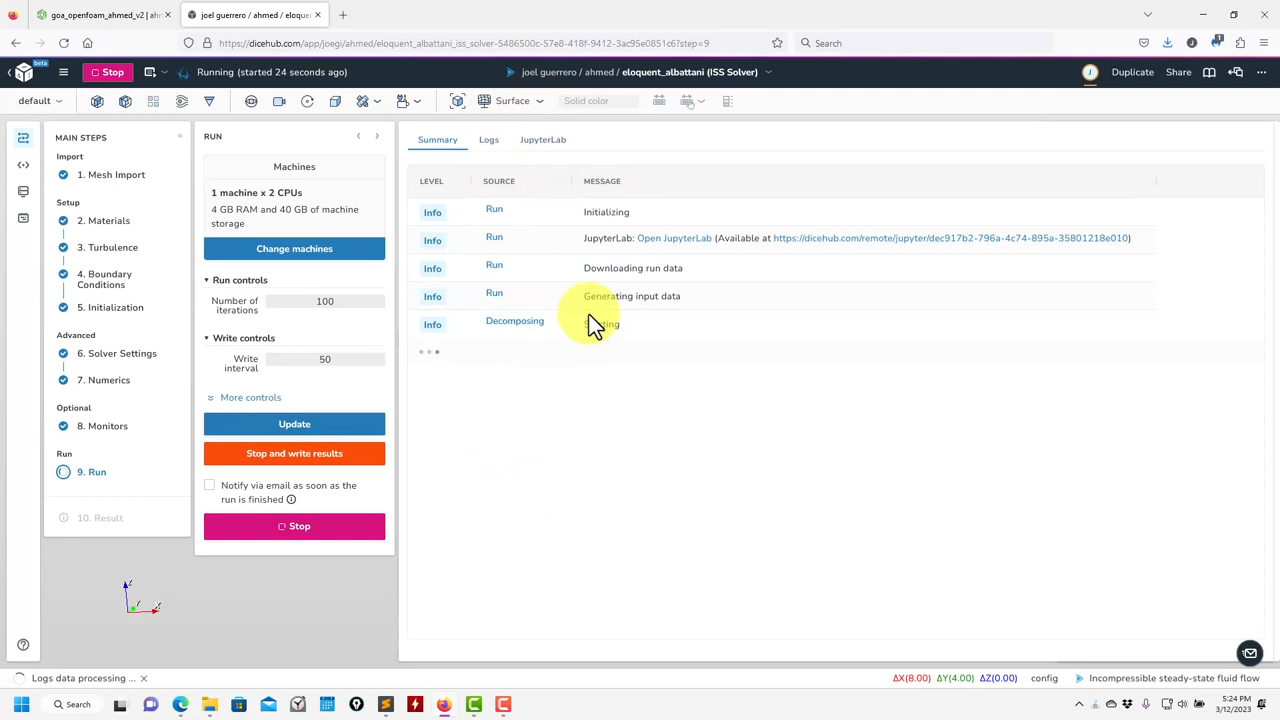 goa_openfoam_ahmed_v2 | ah
joel guerrero / ahmed / eloque
https://dicehub.com/app/joegi/ahmed/eloquent_albattani_iss_solver-5406500c-57e8-418f-9412-3ac95e0851c6?step=9
Search
beta
Stop
Running (started 24 seconds ago)
joel guerrero / ahmed / eloquent_albattani (ISS Solver)
J
Duplicate
Share
default
Surface
Solid color
MAIN STEPS
Import
1. Mesh Import
Setup
2. Materials
3. Turbulence
4. Boundary
Conditions
5. Initialization
Advanced
6. Solver Settings
7. Numerics
Optional
8. Monitors
Run
9. Run
10. Result
RUN
Machines
1 machine x 2 CPUs
4 GB RAM and 40 GB of machine
storage
Change machines
Run controls
Number of
iterations
100
Write controls
Write
interval
50
More controls
Update
Stop and write results
Notify via email as soon as the
run is finished
Stop
Summary Logs JupyterLab
LEVEL SOURCE MESSAGE
Info Run Initializing
Info Run JupyterLab: Open JupyterLab (Available at https://dicehub.com/remote/jupyter/dec917b2-796a-4c74-895a-35801218e010)
Info Run Downloading run data
Info Run Generating input data
Info Decomposing Starting
Z
Y
X
Logs data processing ...
ΔX(8.00) ΔY(4.00) ΔZ(0.00) config Incompressible steady-state fluid flow
Search
5:24 PM
3/12/2023